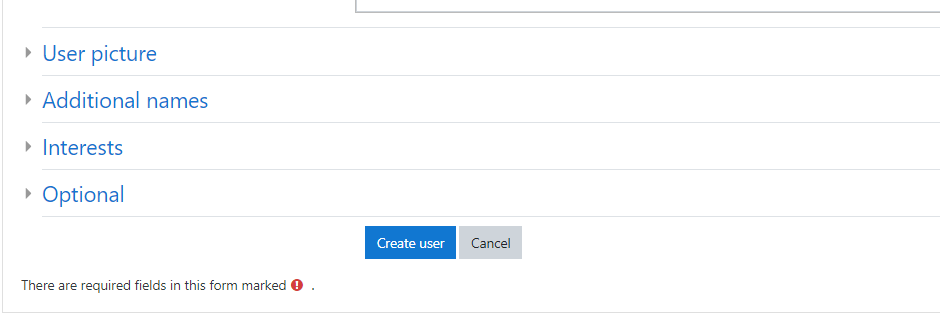 User picture
Additional names
Interests
Optional
Create user Cancel
There are required fields in this form marked .